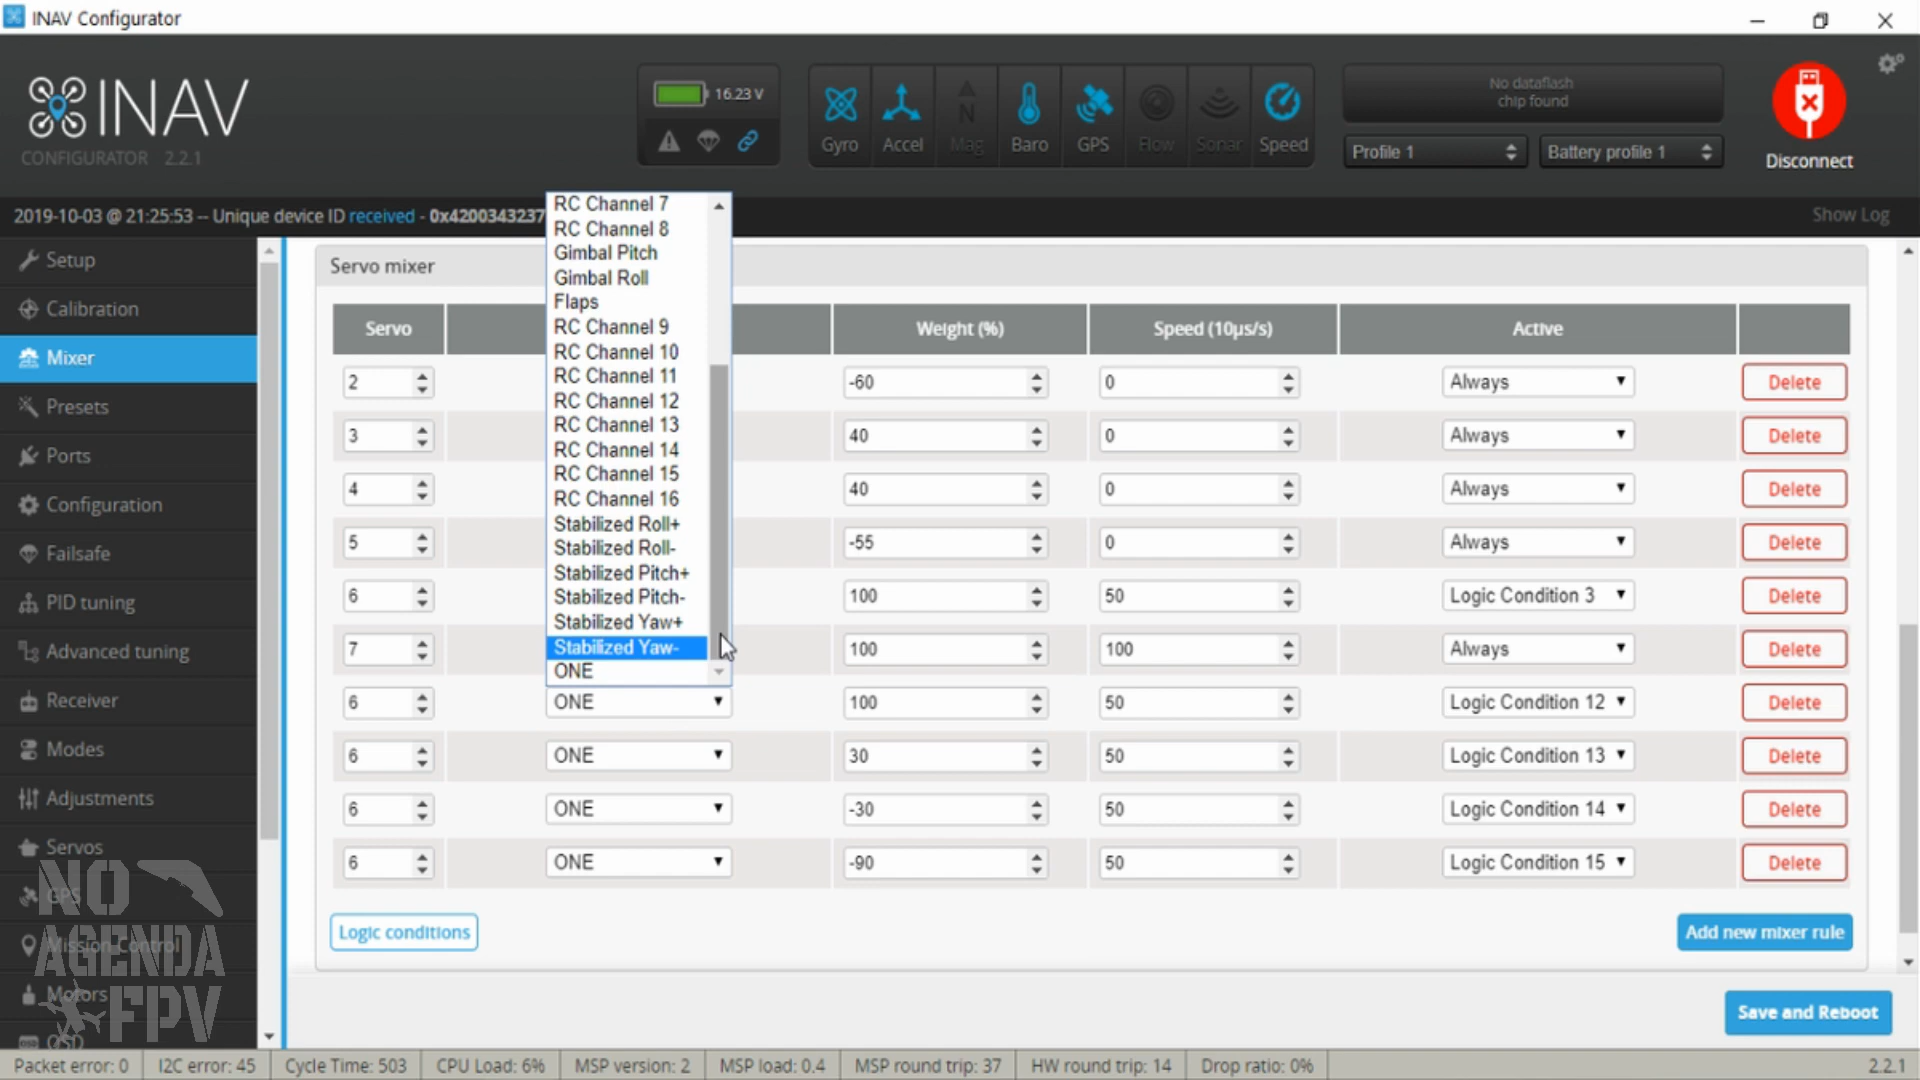 INAV Configurator
INAV
CONFIGURATOR 2.2.1
16.23 V
Gyro
Accel
Mag
Baro
GPS
Flow
Sonar
Speed
No dataflash
chip found
Profile 1
Battery profile 1
Disconnect
2019-10-03 @ 21:25:53 -- Unique device ID received - 0x4200343237
Show Log
Setup
Calibration
Mixer
Presets
Ports
Configuration
Failsafe
PID tuning
Advanced tuning
Receiver
Modes
Adjustments
Servos
GPS
Mission Control
Motors
OSD
NO
AGENDA
FPV
Servo mixer
Servo
Weight (%)
Speed (10µs/s)
Active
RC Channel 7
RC Channel 8
Gimbal Pitch
Gimbal Roll
Flaps
RC Channel 9
RC Channel 10
RC Channel 11
RC Channel 12
RC Channel 13
RC Channel 14
RC Channel 15
RC Channel 16
Stabilized Roll+
Stabilized Roll-
Stabilized Pitch+
Stabilized Pitch-
Stabilized Yaw+
Stabilized Yaw-
ONE
2 -60 0 Always Delete
3 40 0 Always Delete
4 40 0 Always Delete
5 -55 0 Always Delete
6 100 50 Logic Condition 3 Delete
7 100 100 Always Delete
6 ONE 100 50 Logic Condition 12 Delete
6 ONE 30 50 Logic Condition 13 Delete
6 ONE -30 50 Logic Condition 14 Delete
6 ONE -90 50 Logic Condition 15 Delete
Logic conditions
Add new mixer rule
Save and Reboot
Packet error: 0
I2C error: 45
Cycle Time: 503
CPU Load: 6%
MSP version: 2
MSP load: 0.4
MSP round trip: 37
HW round trip: 14
Drop ratio: 0%
2.2.1